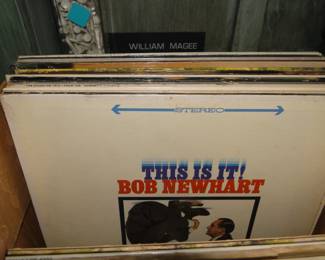 WILLIAM MAGEE
STEREO
THIS IS IT!
BOB NEWHART